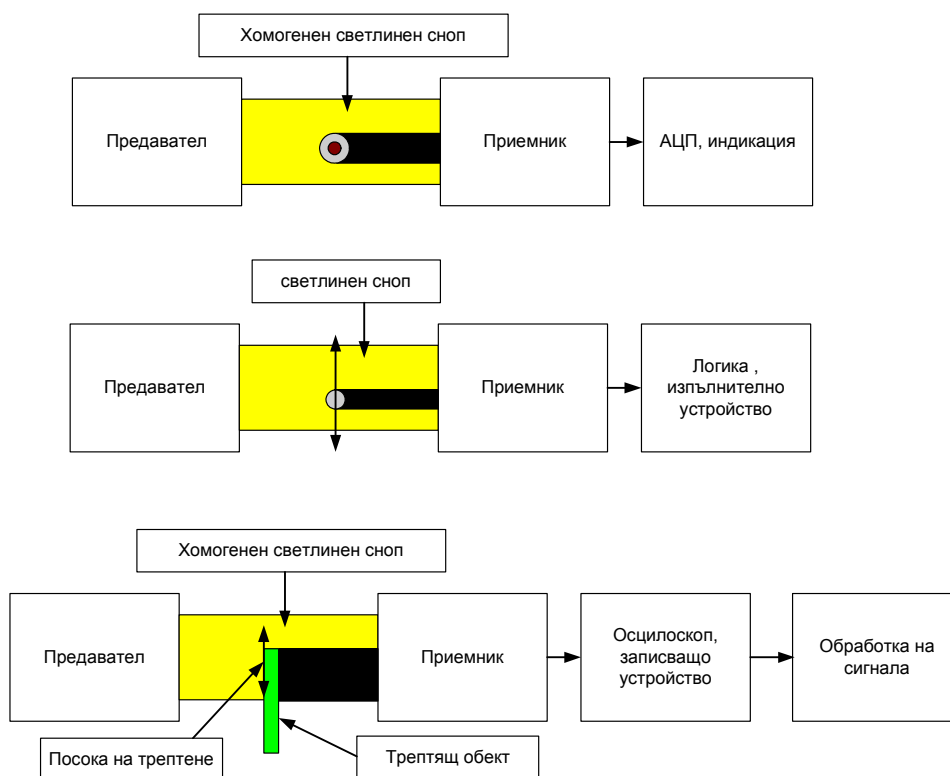 Хомогенен светлинен сноп
Предавател
Приемник
АЦП, индикация
светлинен сноп
Предавател
Приемник
Логика ,
изпълнително
устройство
Хомогенен светлинен сноп
Предавател
Приемник
Осцилоскоп,
записващо
устройство
Обработка на
сигнала
Посока на трептене
Трептящ обект